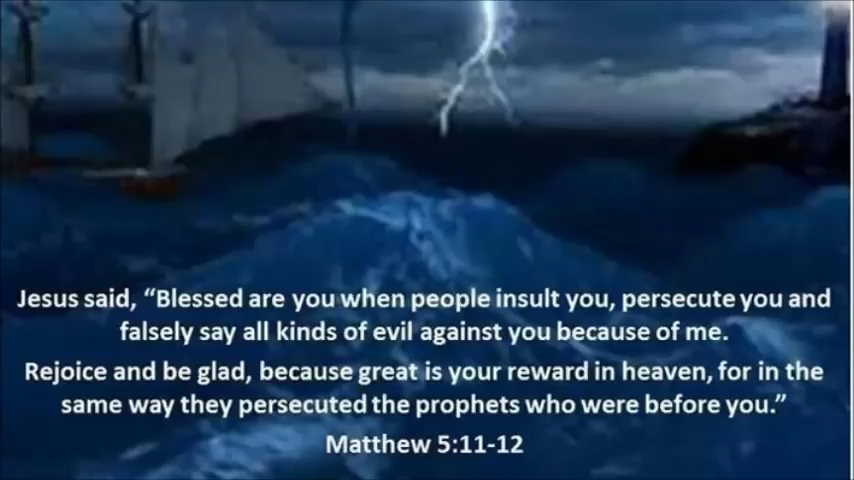 Jesus said, “Blessed are you when people insult you, persecute you and
falsely say all kinds of evil against you because of me.
Rejoice and be glad, because great is your reward in heaven, for in the
same way they persecuted the prophets who were before you.”
Matthew 5:11-12